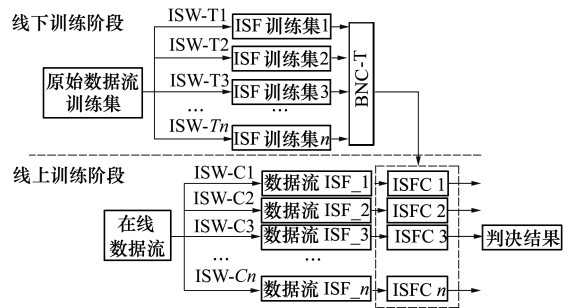 线下训练阶段
原始数据流
训练集
ISW-T1
ISF 训练集1
ISW-T2
ISF 训练集2
ISW-T3
ISF 训练集3
...
...
ISW-Tn
ISF 训练集n
BNC-T
线上训练阶段
在线
数据流
ISW-C1
数据流 ISF_1
ISFC 1
ISW-C2
数据流 ISF_2
ISFC 2
ISW-C3
数据流 ISF_3
ISFC 3
判决结果
...
...
ISW-Cn
数据流 ISF_n
ISFC n